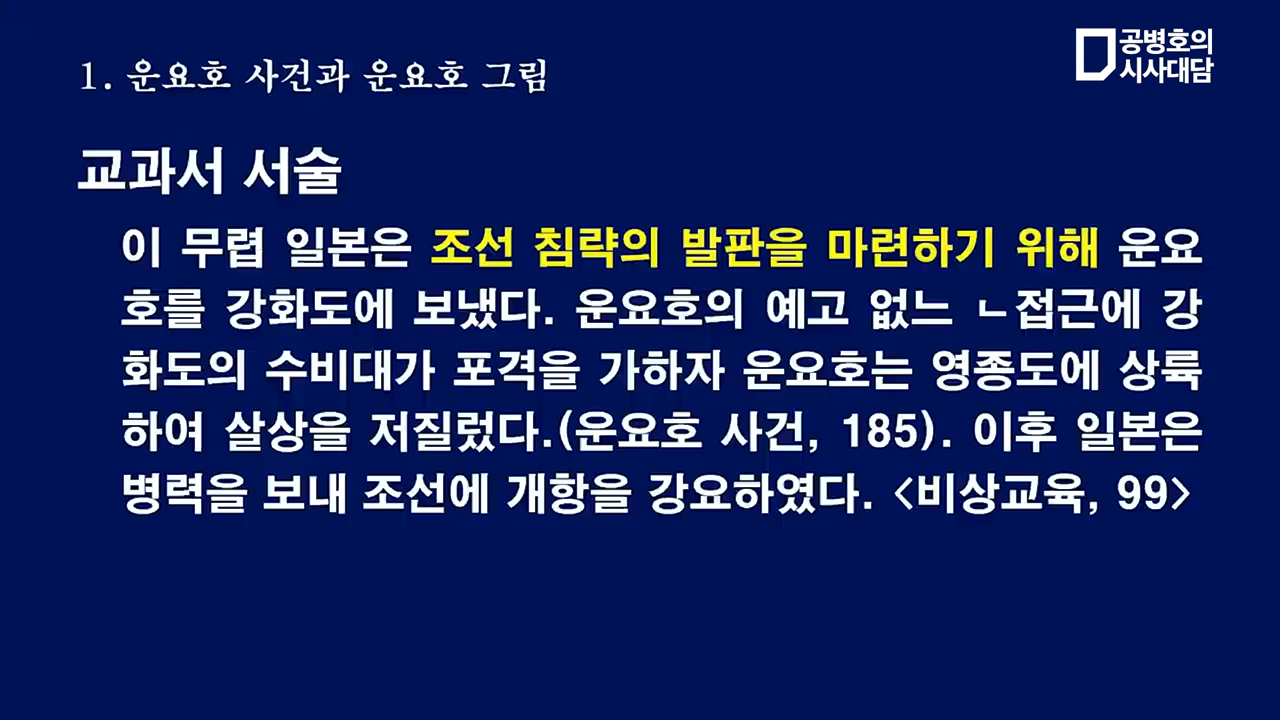 1. 운요호 사건과 운요호 그림
공병호의
시사대담
교과서 서술
이 무렵 일본은 조선 침략의 발판을 마련하기 위해 운요
호를 강화도에 보냈다. 운요호의 예고 없느 ㄴ접근에 강
화도의 수비대가 포격을 가하자 운요호는 영종도에 상륙
하여 살상을 저질렀다.(운요호 사건, 185). 이후 일본은
병력을 보내 조선에 개항을 강요하였다. <비상교육, 99>